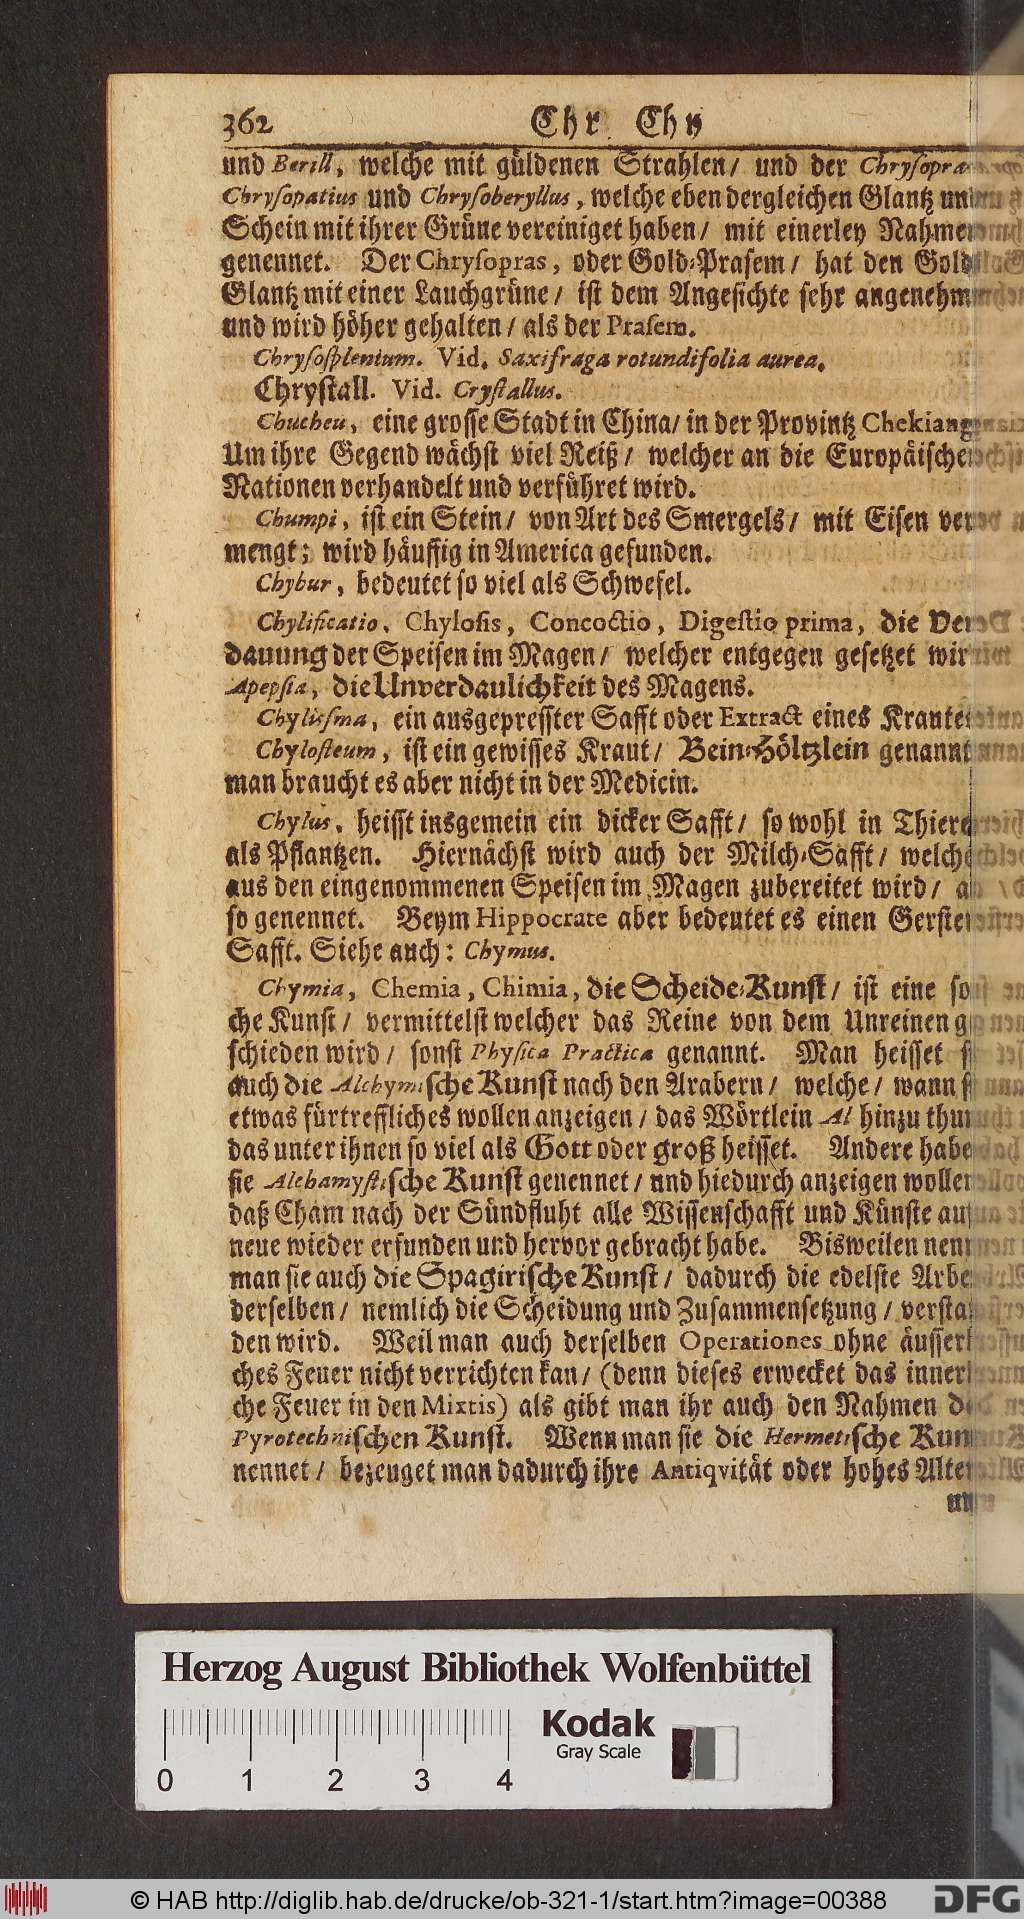 362 Chr Chy
und Berill, welche mit güldenen Strahlen/ und der Chrysopra
Chrysopatius und Chrysoberyllus, welche eben dergleichen Glantz un
Schein mit ihrer Grüne vereiniget haben/ mit einerley Nahme
genennet. Der Chrysopras, oder Gold-Prasem/ hat den Gold
Glantz mit einer Lauchgrüne/ ist dem Angesichte sehr angenehm
und wird höher gehalten/ als der Prasem.
Chrysosplenium. Vid. Saxifraga rotundifolia aurea.
Chrystall. Vid. Crystallus.
Chucheu, eine grosse Stadt in China/ in der Provintz Chekiang
Um ihre Gegend wächst viel Reiß/ welcher an die Europäische
Nationen verhandelt und verführet wird.
Chumpi, ist ein Stein/ von Art des Smergels/ mit Eisen ver
mengt; wird häuffig in America gefunden.
Chybur, bedeutet so viel als Schwefel.
Chylificatio, Chylosis, Concoctio, Digestio prima, die Ver
dauung der Speisen im Magen/ welcher entgegen gesetzet wir
Apepsia, die Unverdaulichkeit des Magens.
Chylisma, ein ausgepresster Safft oder Extract eines Kraute
Chylosteum, ist ein gewisses Kraut/ Bein-Höltzlein genannt
man braucht es aber nicht in der Medicin.
Chylus, heisst insgemein ein dicker Safft/ so wohl in Thier
als Pflantzen. Hiernächst wird auch der Milch-Safft/ welch
aus den eingenommenen Speisen im Magen zubereitet wird/ a
so genennet. Beym Hippocrate aber bedeutet es einen Gerste
Safft. Siehe auch: Chymus.
Chymia, Chemia, Chimia, die Scheide-Kunst/ ist eine so
che Kunst/ vermittelst welcher das Reine von dem Unreinen g
schieden wird/ sonst Physica Practica genannt. Man heisset s
auch die Alchymische Kunst nach den Arabern/ welche/ wann s
etwas fürtreffliches wollen anzeigen/ das Wörtlein Al hinzu thu
das unter ihnen so viel als Gott oder groß heisset. Andere habe
sie Alchamystische Kunst genennet/ und hiedurch anzeigen wolle
daß Cham nach der Sündfluht alle Wissenschafft und Künste auf
neue wieder erfunden und hervor gebracht habe. Bisweilen nen
man sie auch die Spagirische Kunst/ dadurch die edelste Arbe
derselben/ nemlich die Scheidung und Zusammensetzung/ versta
den wird. Weil man auch derselben Operationes ohne äusserl
ches Feuer nicht verrichten kan/ (denn dieses erwecket das innerl
che Feuer in den Mixtis) als gibt man ihr auch den Nahmen d
Pyrotechnischen Kunst. Wenn man sie die Hermetische Kun
nennet/ bezeuget man dadurch ihre Antiqvität oder hohes Alte
un
Herzog August Bibliothek Wolfenbüttel
0 1 2 3 4
Kodak
Gray Scale
© HAB http://diglib.hab.de/drucke/ob-321-1/start.htm?image=00388
DFG